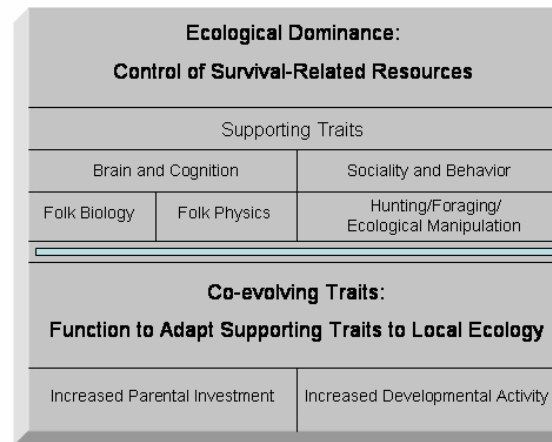 Ecological Dominance:
Control of Survival-Related Resources
Supporting Traits
Brain and Cognition
Sociality and Behavior
Folk Biology
Folk Physics
Hunting/Foraging/
Ecological Manipulation
Co-evolving Traits:
Function to Adapt Supporting Traits to Local Ecology
Increased Parental Investment
Increased Developmental Activity